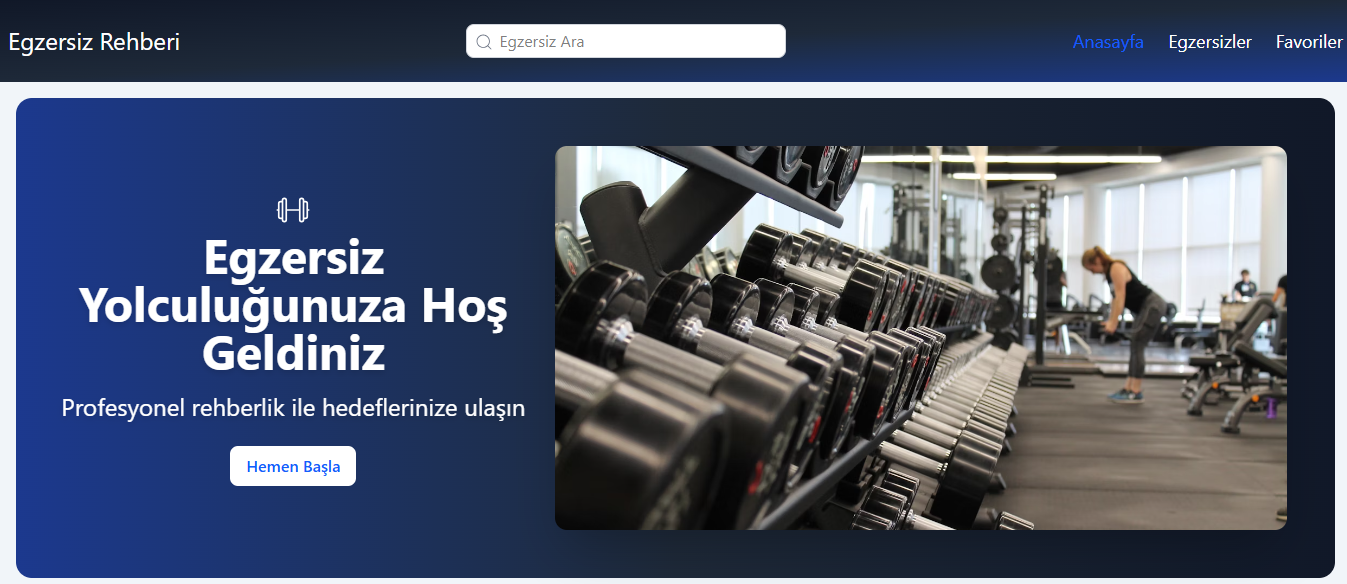 Egzersiz Rehberi
Egzersiz Ara
Anasayfa
Egzersizler
Favoriler
Egzersiz
Yolculuğunuza Hoş
Geldiniz
Profesyonel rehberlik ile hedeflerinize ulaşın
Hemen Başla